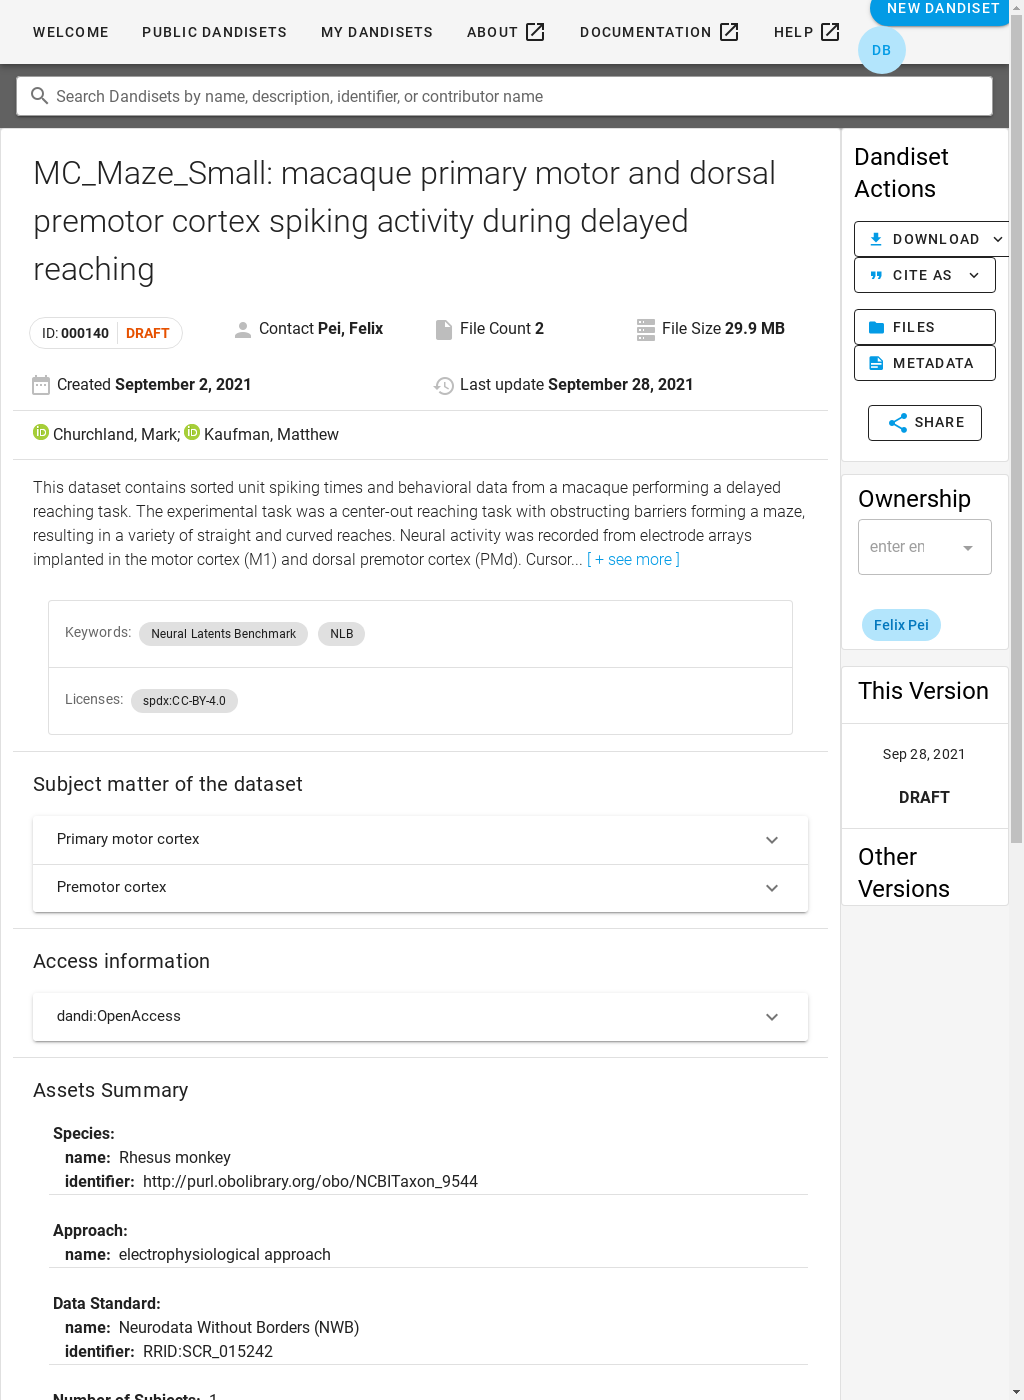 WELCOME PUBLIC DANDISETS MY DANDISETS ABOUT DOCUMENTATION HELP NEW DANDISET
DB
Search Dandisets by name, description, identifier, or contributor name
MC_Maze_Small: macaque primary motor and dorsal
premotor cortex spiking activity during delayed
reaching
ID: 000140 DRAFT
Contact Pei, Felix
File Count 2
File Size 29.9 MB
Created September 2, 2021
Last update September 28, 2021
iD Churchland, Mark; iD Kaufman, Matthew
This dataset contains sorted unit spiking times and behavioral data from a macaque performing a delayed
reaching task. The experimental task was a center-out reaching task with obstructing barriers forming a maze,
resulting in a variety of straight and curved reaches. Neural activity was recorded from electrode arrays
implanted in the motor cortex (M1) and dorsal premotor cortex (PMd). Cursor... [ + see more ]
Keywords: Neural Latents Benchmark NLB
Licenses: spdx:CC-BY-4.0
Subject matter of the dataset
Primary motor cortex
Premotor cortex
Access information
dandi:OpenAccess
Assets Summary
Species:
name: Rhesus monkey
identifier: http://purl.obolibrary.org/obo/NCBITaxon_9544
Approach:
name: electrophysiological approach
Data Standard:
name: Neurodata Without Borders (NWB)
identifier: RRID:SCR_015242
Number of Subjects: 1
Dandiset
Actions
DOWNLOAD
CITE AS
FILES
METADATA
SHARE
Ownership
enter en
Felix Pei
This Version
Sep 28, 2021
DRAFT
Other
Versions